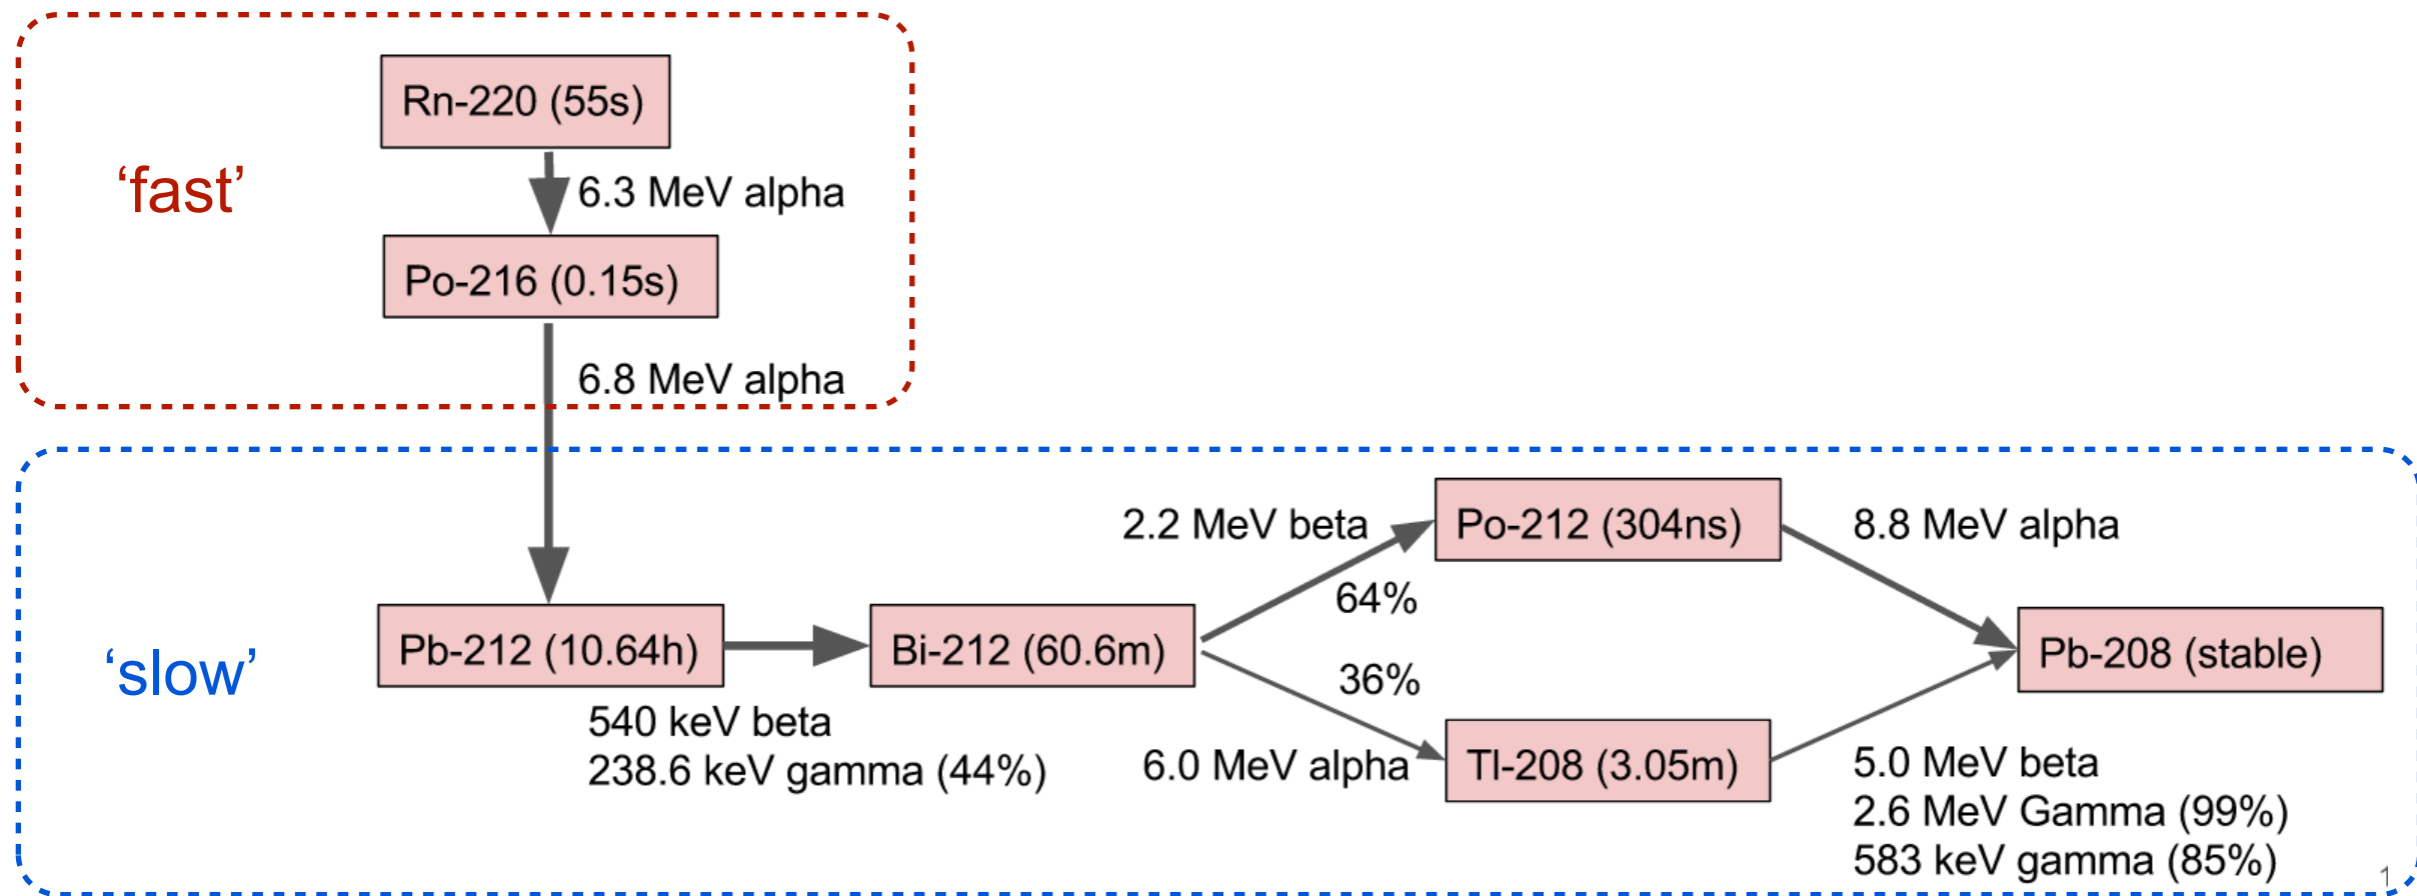 Rn-220 (55s)
‘fast’
6.3 MeV alpha
Po-216 (0.15s)
6.8 MeV alpha
‘slow’
Pb-212 (10.64h)
540 keV beta
238.6 keV gamma (44%)
Bi-212 (60.6m)
2.2 MeV beta
64%
Po-212 (304ns)
8.8 MeV alpha
36%
6.0 MeV alpha
Tl-208 (3.05m)
5.0 MeV beta
2.6 MeV Gamma (99%)
583 keV gamma (85%)
Pb-208 (stable)
1